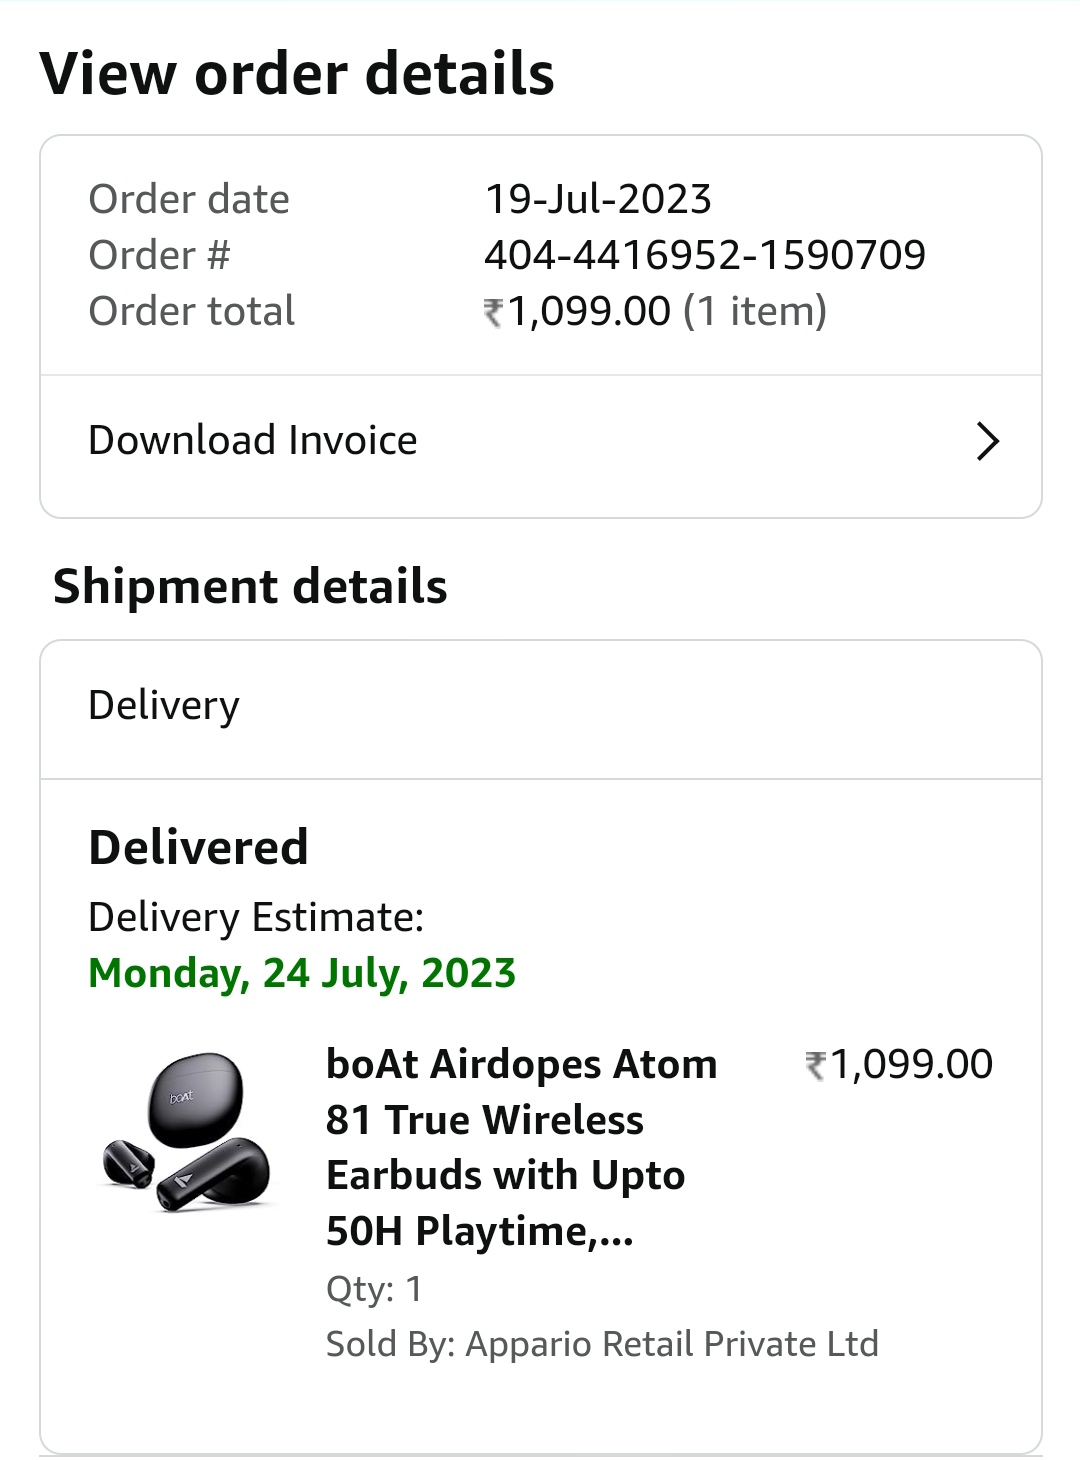 View order details
Order date 19-Jul-2023
Order # 404-4416952-1590709
Order total ₹1,099.00 (1 item)
Download Invoice
Shipment details
Delivery
Delivered
Delivery Estimate:
Monday, 24 July, 2023
boAt
boAt Airdopes Atom ₹1,099.00
81 True Wireless
Earbuds with Upto
50H Playtime,...
Qty: 1
Sold By: Appario Retail Private Ltd